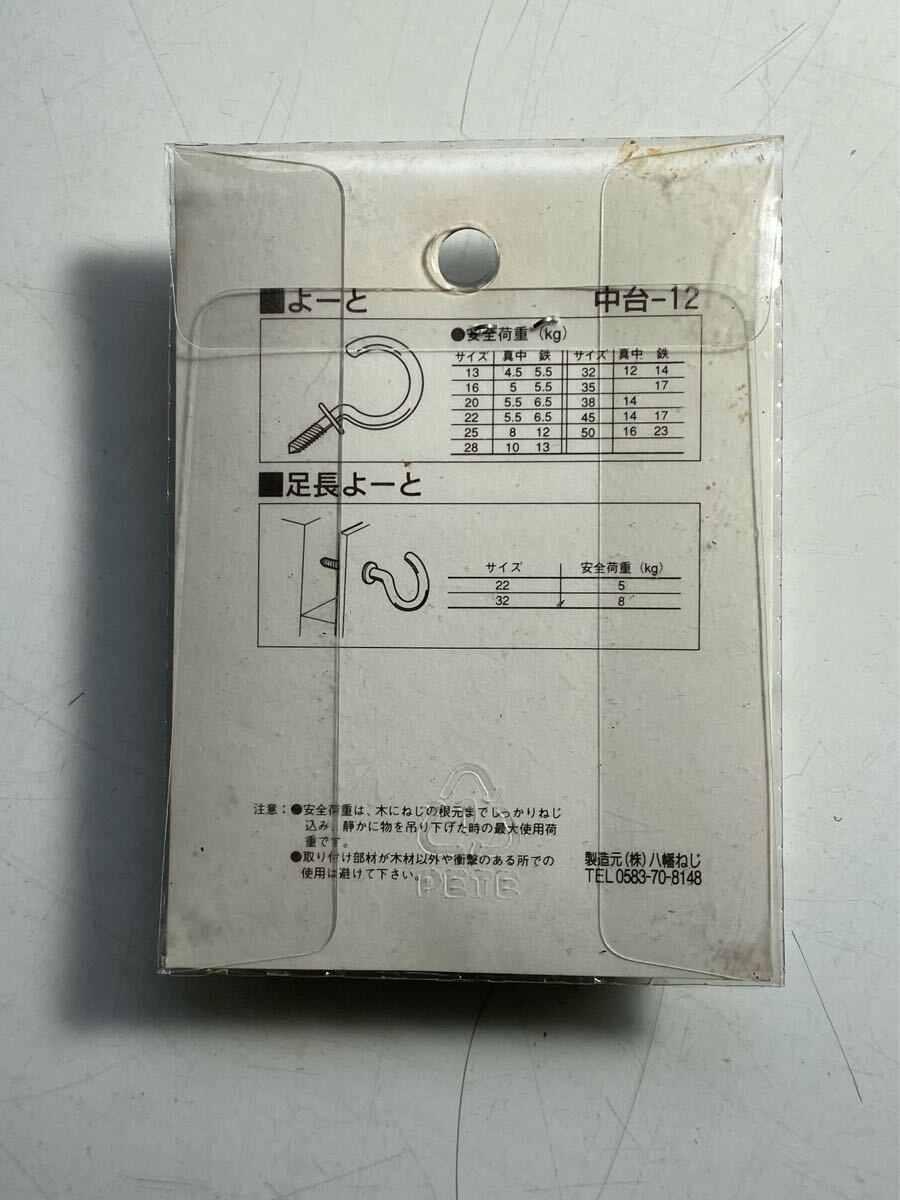 ■よーと 中台-12
●安全荷重 (kg)
サイズ 真中 鉄 サイズ 真中 鉄
13 4.5 5.5 32 12 14
16 5 5.5 35 17
20 5.5 6.5 38 14
22 5.5 6.5 45 14 17
25 8 12 50 16 23
28 10 13
■足長よーと
サイズ 安全荷重 (kg)
22 5
32 8
注意：●安全荷重は、木にねじの根元までしっかりねじ
込み、静かに物を吊り下げた時の最大使用荷
重です。
●取り付け部材が木材以外や衝撃のある所での
使用は避けて下さい。
製造元(株)八幡ねじ
TEL0583-70-8148
1
PETE